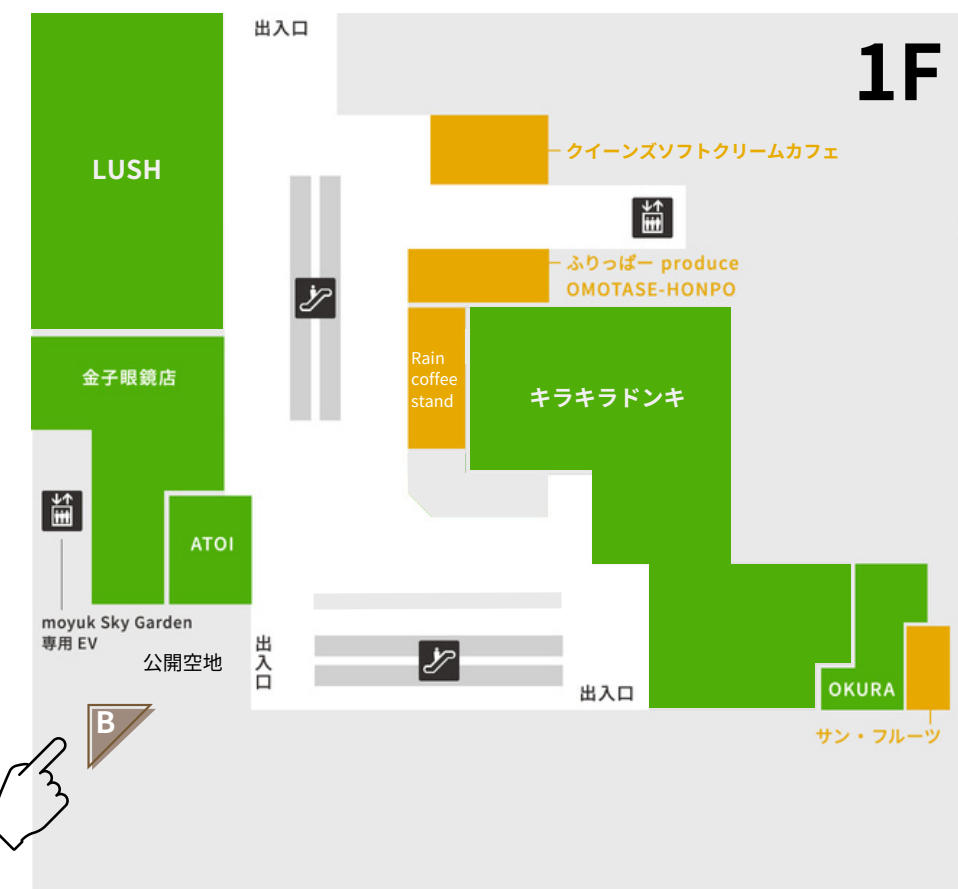 出入口
1F
LUSH
クイーンズソフトクリームカフェ
ふりっぱー produce
OMOTASE-HONPO
Rain
coffee
stand
金子眼鏡店
キラキラドンキ
ATOI
moyuk Sky Garden
専用 EV
公開空地
出入口
出入口
OKURA
B
サン・フルーツ